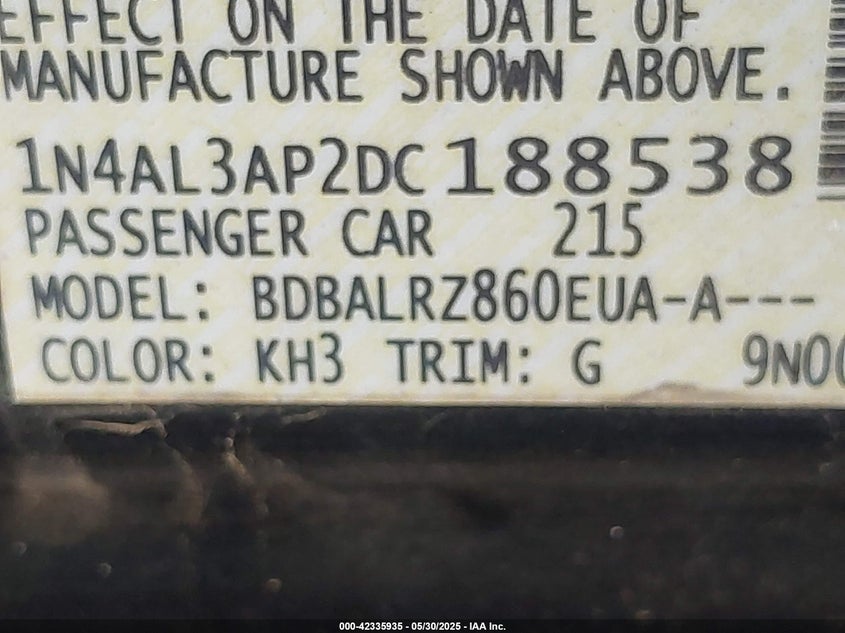 EFFECT ON THE DATE OF
MANUFACTURE SHOWN ABOVE.
1N4AL3AP2DC188538
PASSENGER CAR 215
MODEL: BDBALRZ860EUA-A---
COLOR: KH3 TRIM: G 9N00
000-42335935 - 05/30/2025 - IAA Inc.